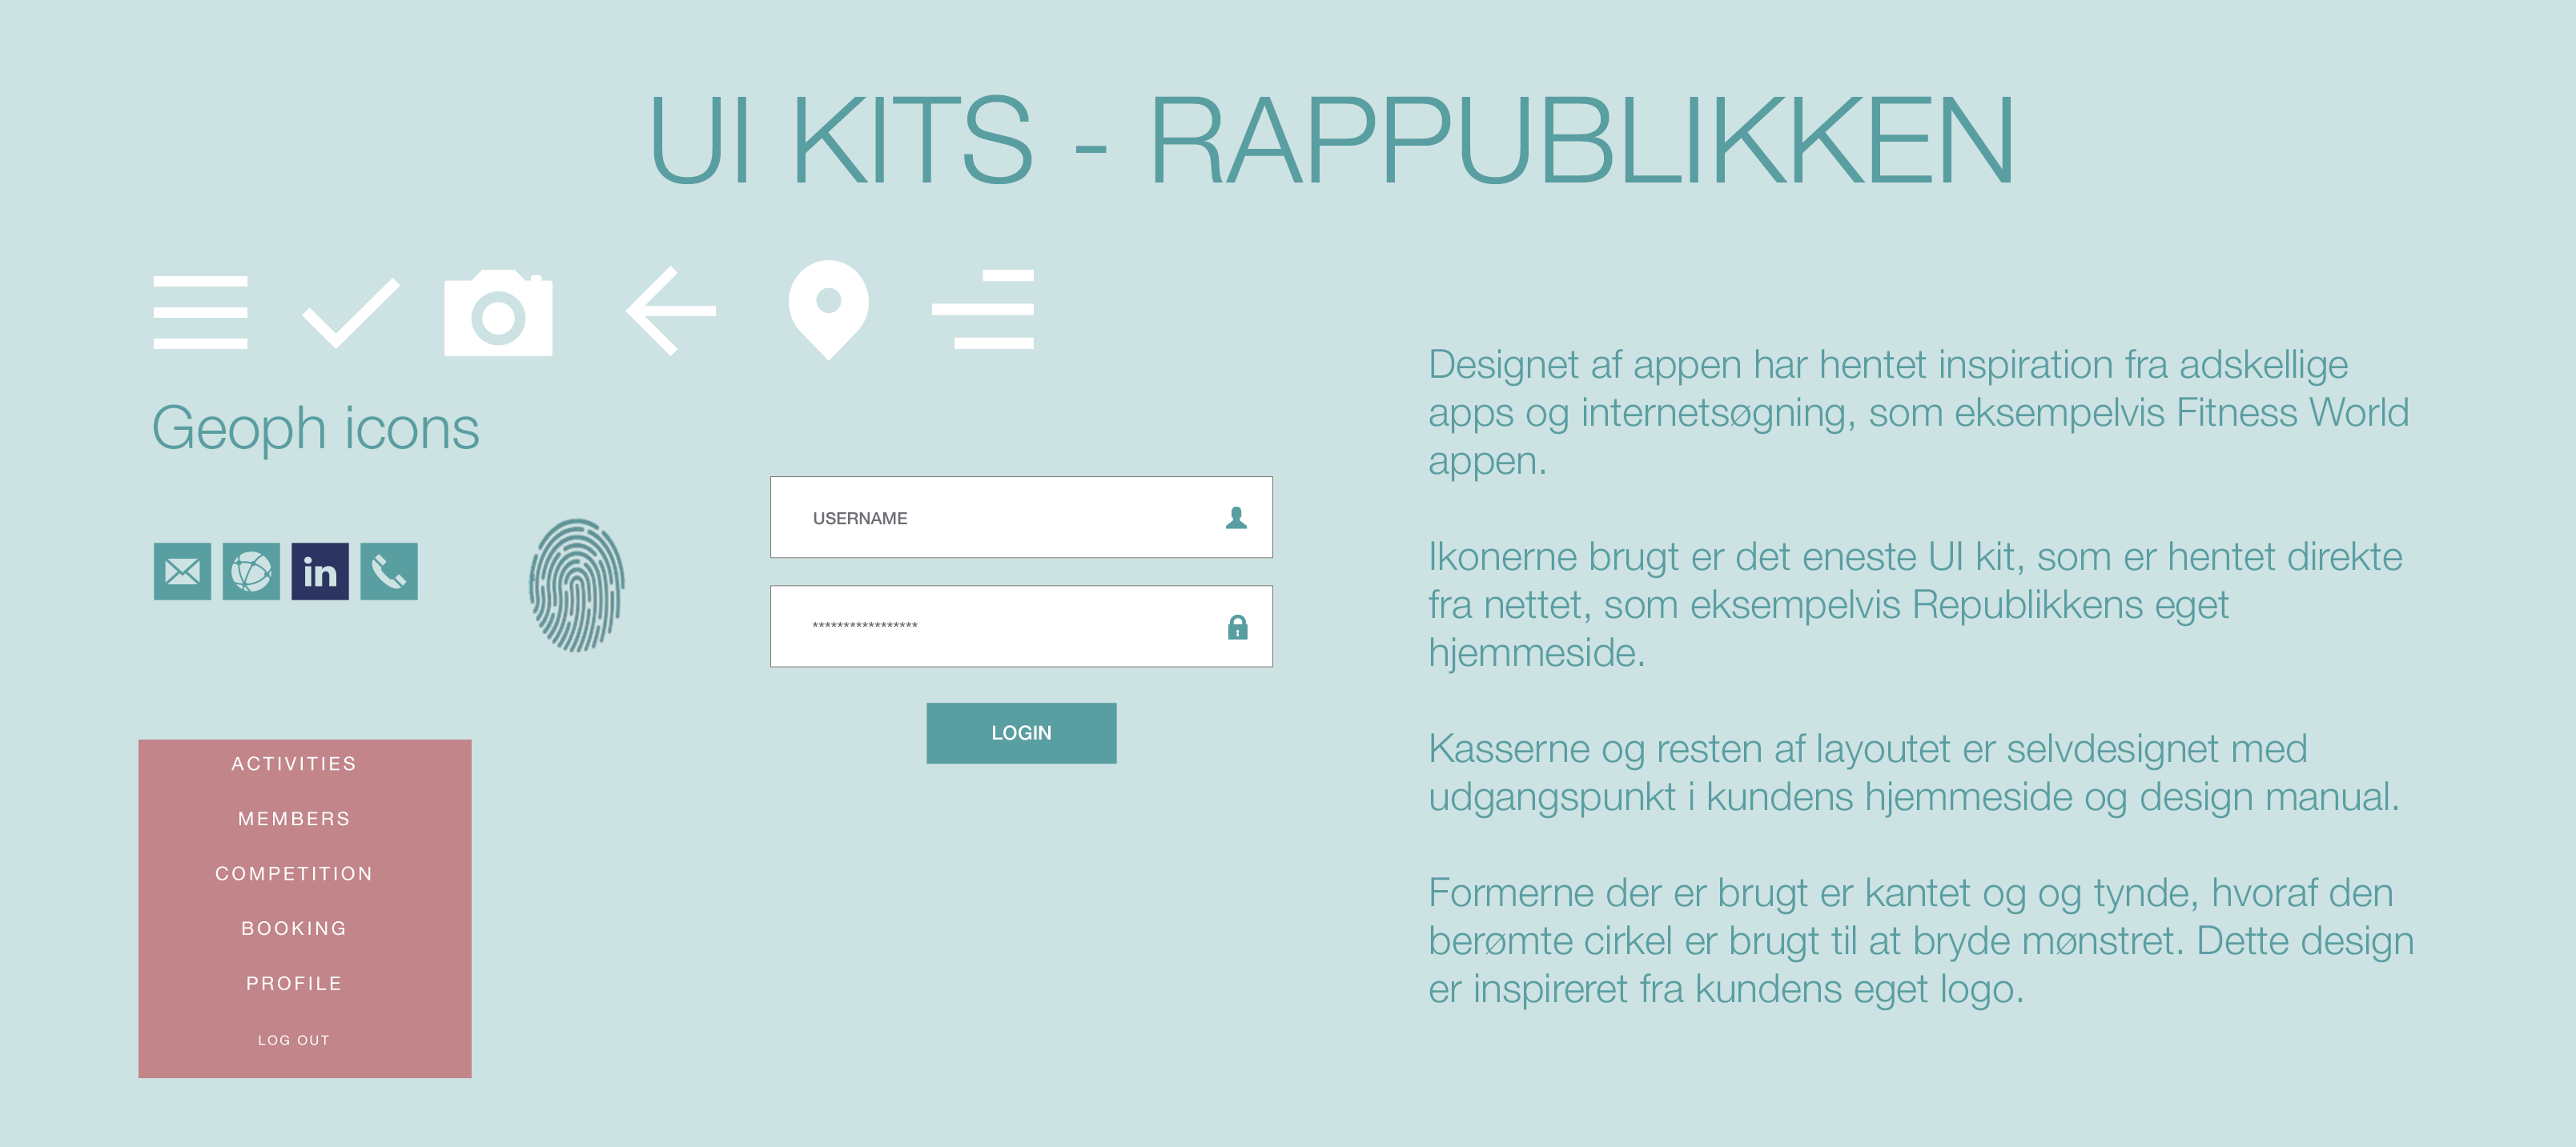 UI KITS - RAPPUBLIKKEN
Geoph icons
in
USERNAME
*****************
LOGIN
ACTIVITIES
MEMBERS
COMPETITION
BOOKING
PROFILE
LOG OUT
Designet af appen har hentet inspiration fra adskellige
apps og internetsøgning, som eksempelvis Fitness World
appen.
Ikonerne brugt er det eneste UI kit, som er hentet direkte
fra nettet, som eksempelvis Republikkens eget
hjemmeside.
Kasserne og resten af layoutet er selvdesignet med
udgangspunkt i kundens hjemmeside og design manual.
Formerne der er brugt er kantet og og tynde, hvoraf den
berømte cirkel er brugt til at bryde mønstret. Dette design
er inspireret fra kundens eget logo.